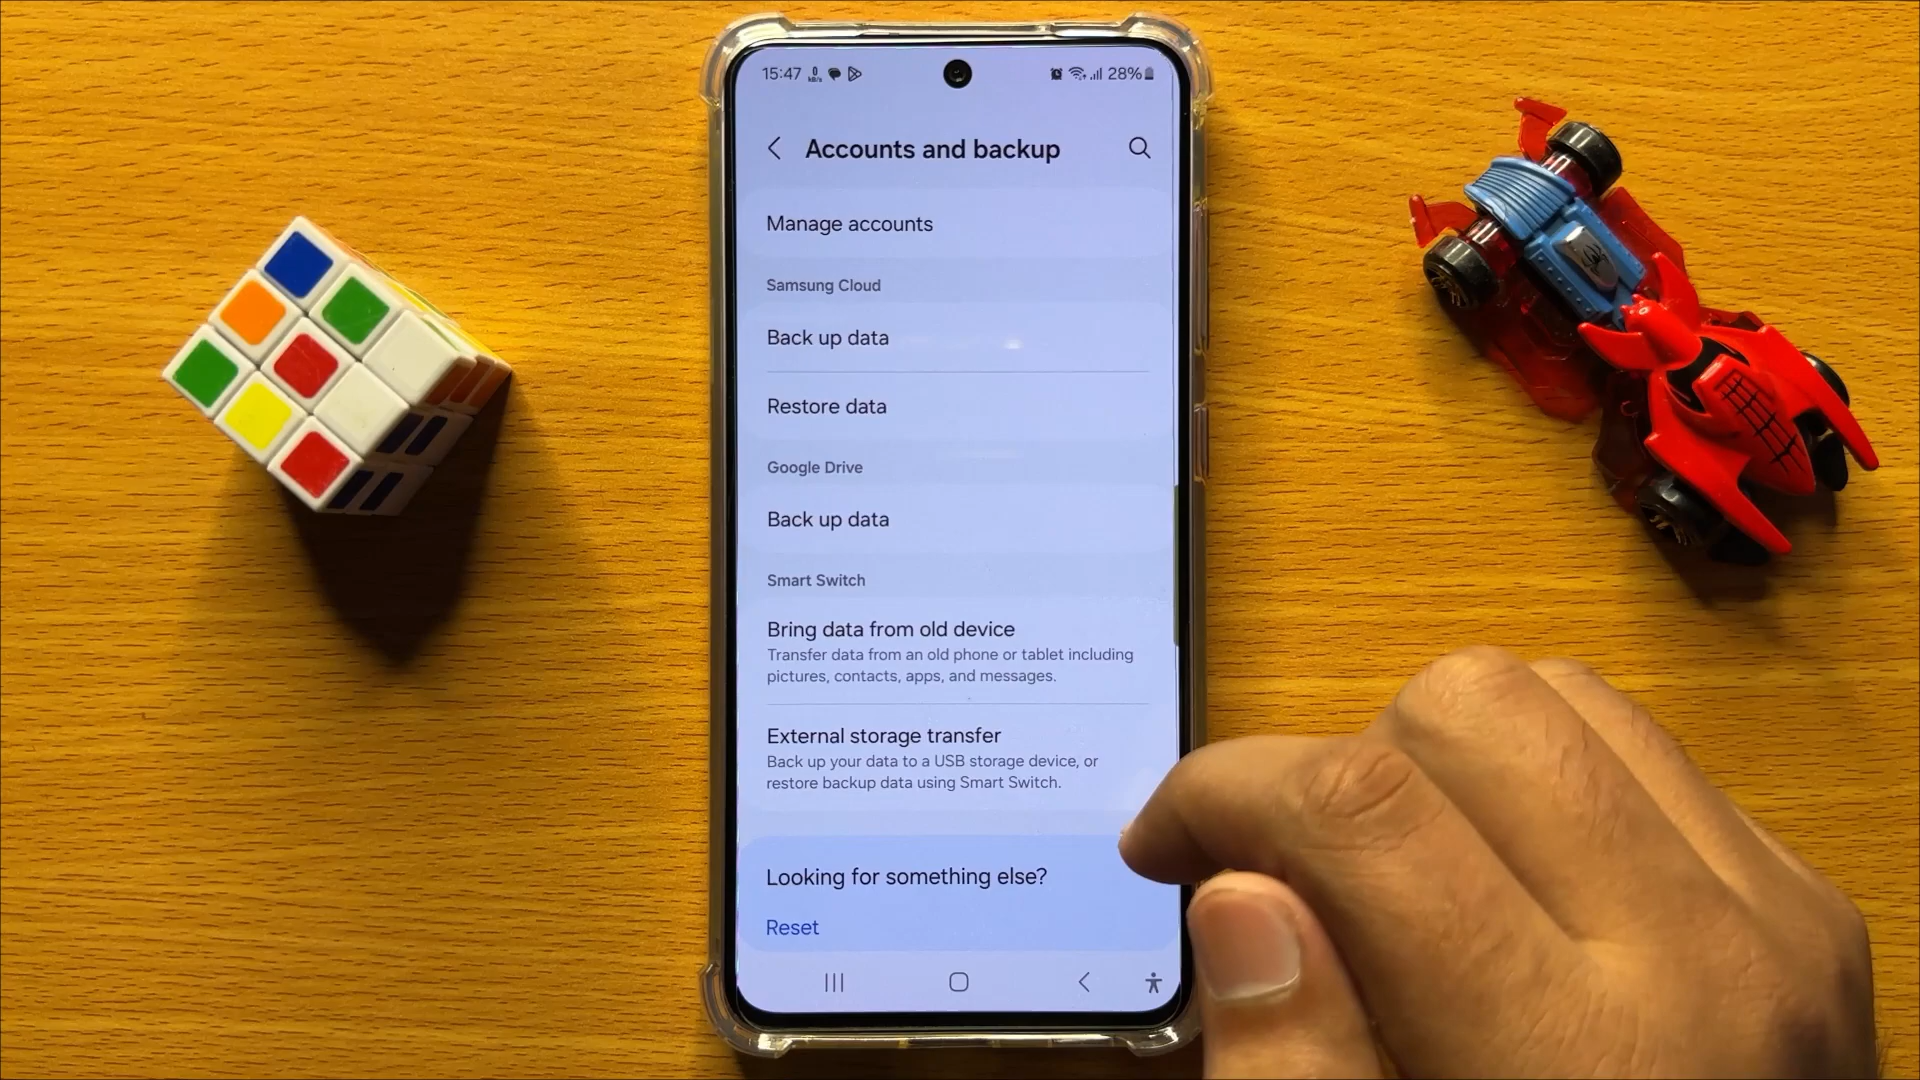 15:47 0 kB/s 28%
Accounts and backup
Manage accounts
Samsung Cloud
Back up data
Restore data
Google Drive
Back up data
Smart Switch
Bring data from old device
Transfer data from an old phone or tablet including
pictures, contacts, apps, and messages.
External storage transfer
Back up your data to a USB storage device, or
restore backup data using Smart Switch.
Looking for something else?
Reset